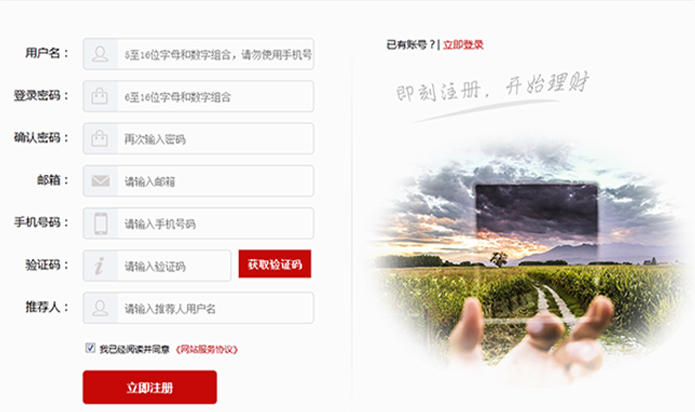 用户名：
5至16位字母和数字组合，请勿使用手机号
登录密码：
6至16位字母和数字组合
确认密码：
再次输入密码
邮箱：
请输入邮箱
手机号码：
请输入手机号码
验证码：
请输入验证码
获取验证码
推荐人：
请输入推荐人用户名
我已经阅读并同意 《网站服务协议》
立即注册
已有账号？| 立即登录
即刻注册，开始理财